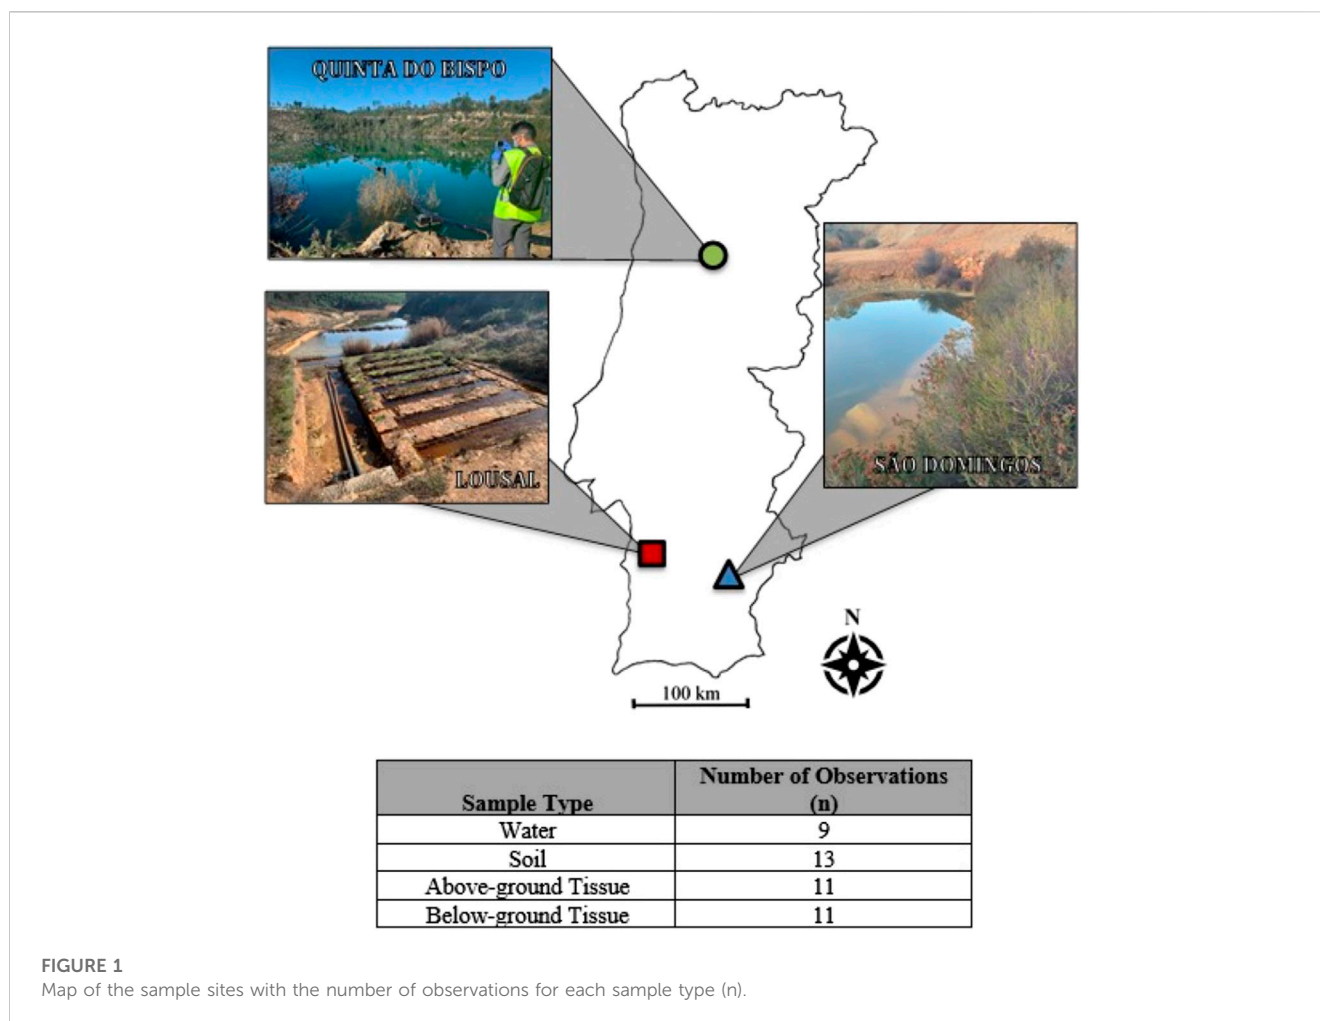 QUINTA DO BISPO
LOUSAL
SÃO DOMINGOS
N
100 km
Sample Type
Number of Observations
(n)
Water 9
Soil 13
Above-ground Tissue 11
Below-ground Tissue 11
FIGURE 1
Map of the sample sites with the number of observations for each sample type (n).